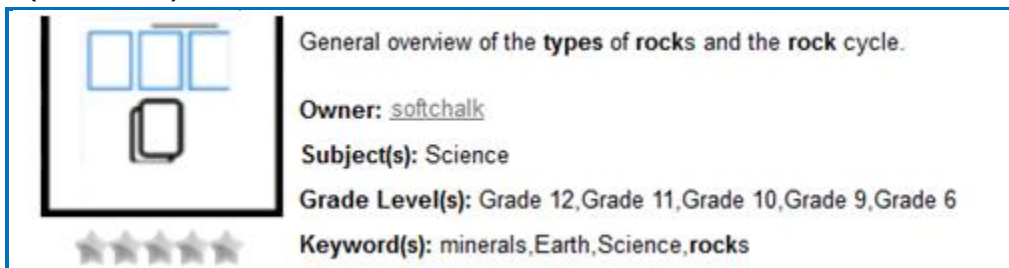 General overview of the types of rocks and the rock cycle.
Owner: softchalk
Subject(s): Science
Grade Level(s): Grade 12,Grade 11,Grade 10,Grade 9,Grade 6
Keyword(s): minerals,Earth,Science,rocks